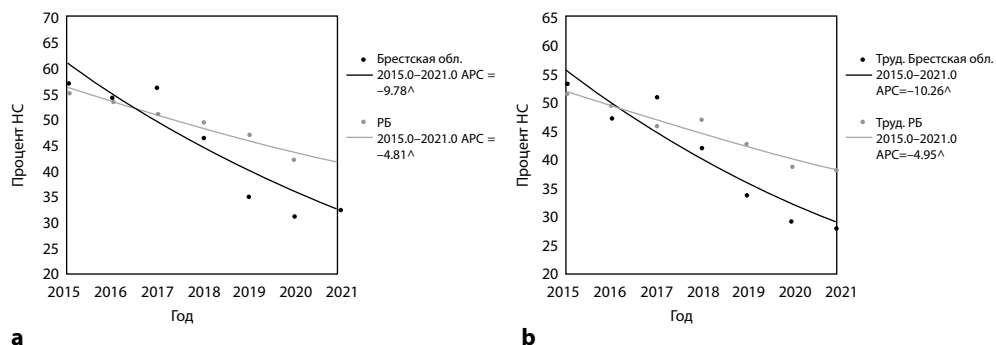 70
65
60
55
50
45
40
35
30
25
20
Процент НС
2015 2016 2017 2018 2019 2020 2021
Год
Брестская обл.
2015.0–2021.0 APC =
–9.78^
РБ
2015.0–2021.0 APC =
–4.81^
a
65
60
55
50
45
40
35
30
25
20
Процент НС
2015 2016 2017 2018 2019 2020 2021
Год
Труд. Брестская обл.
2015.0–2021.0
APC=–10.26^
Труд. РБ
2015.0–2021.0
APC=–4.95^
b